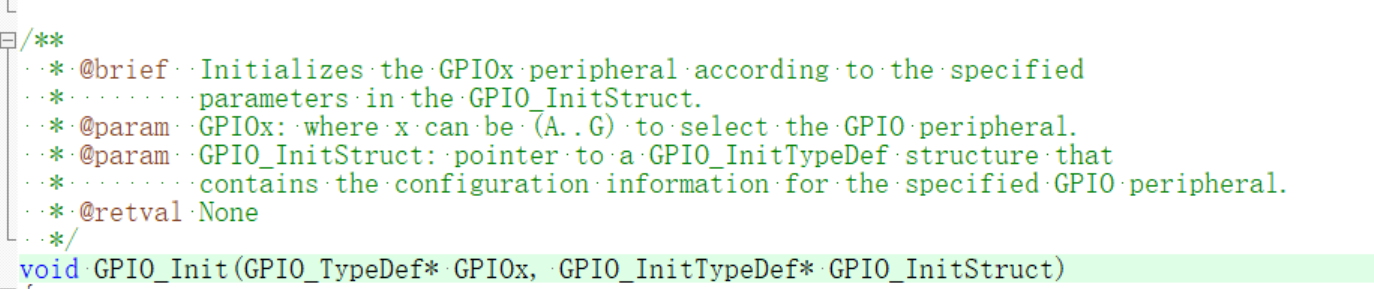 /**
  * @brief  Initializes the GPIOx peripheral according to the specified
  *         parameters in the GPIO_InitStruct.
  * @param  GPIOx: where x can be (A..G) to select the GPIO peripheral.
  * @param  GPIO_InitStruct: pointer to a GPIO_InitTypeDef structure that
  *         contains the configuration information for the specified GPIO peripheral.
  * @retval None
  */
void GPIO_Init(GPIO_TypeDef* GPIOx, GPIO_InitTypeDef* GPIO_InitStruct)